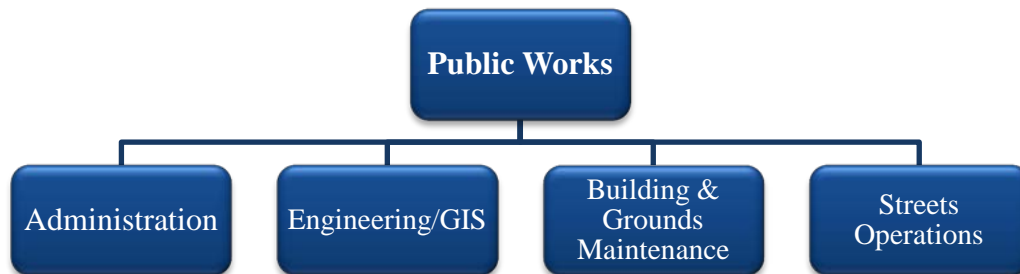 Public Works
Administration
Engineering/GIS
Building &
Grounds
Maintenance
Streets
Operations